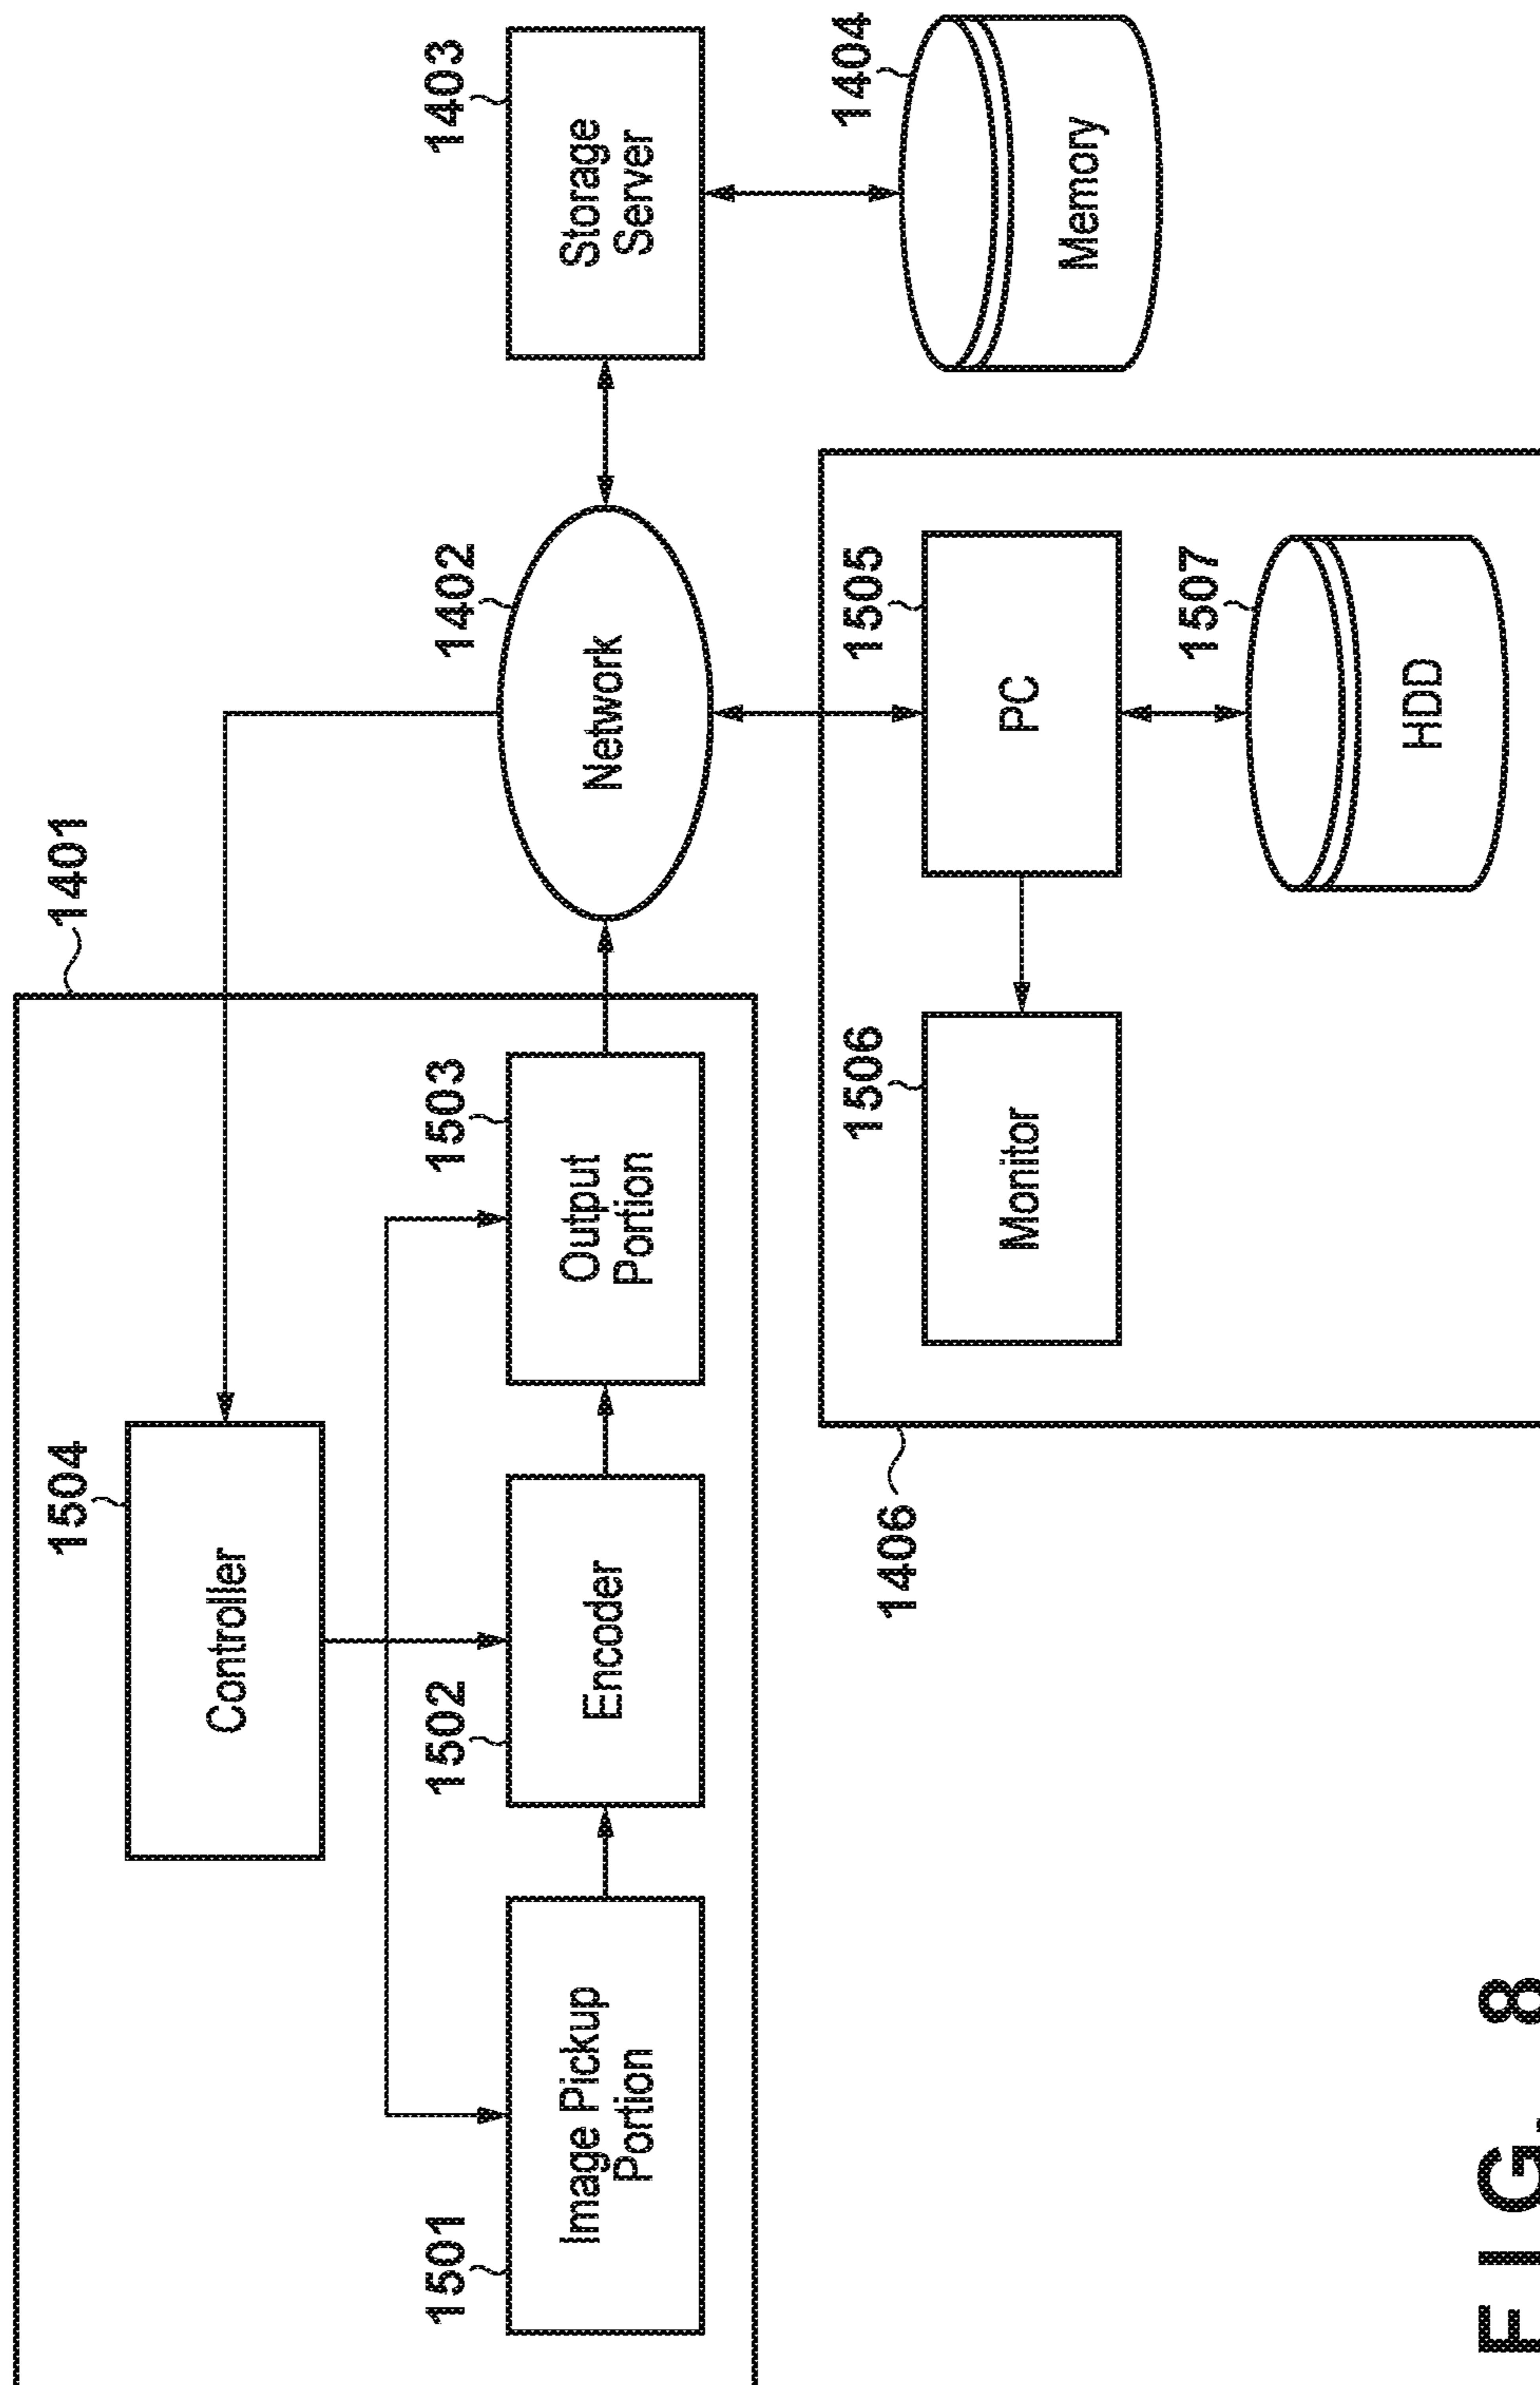 1401
1504
Controller
1501
Image Pickup
Portion
1502
Encoder
1503
Output
Portion
1402
Network
1403
Storage
Server
1404
Memory
1406
1506
Monitor
1505
PC
1507
HDD
FIG. 8